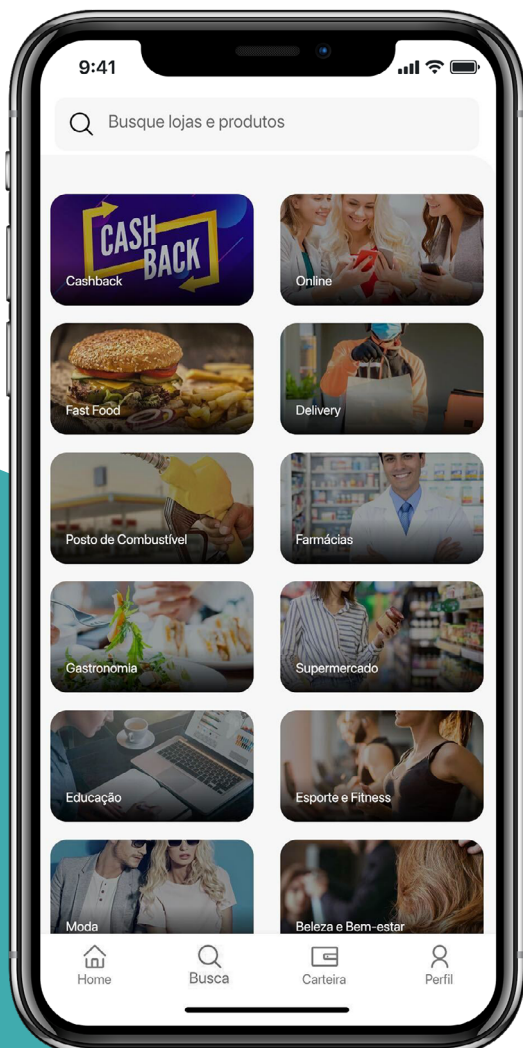 9:41
Busque lojas e produtos
CASH
BACK
Cashback
Online
Fast Food
Delivery
Posto de Combustível
Farmácias
Gastronomia
Supermercado
Educação
Esporte e Fitness
Moda
Beleza e Bem-estar
Home
Busca
Carteira
Perfil